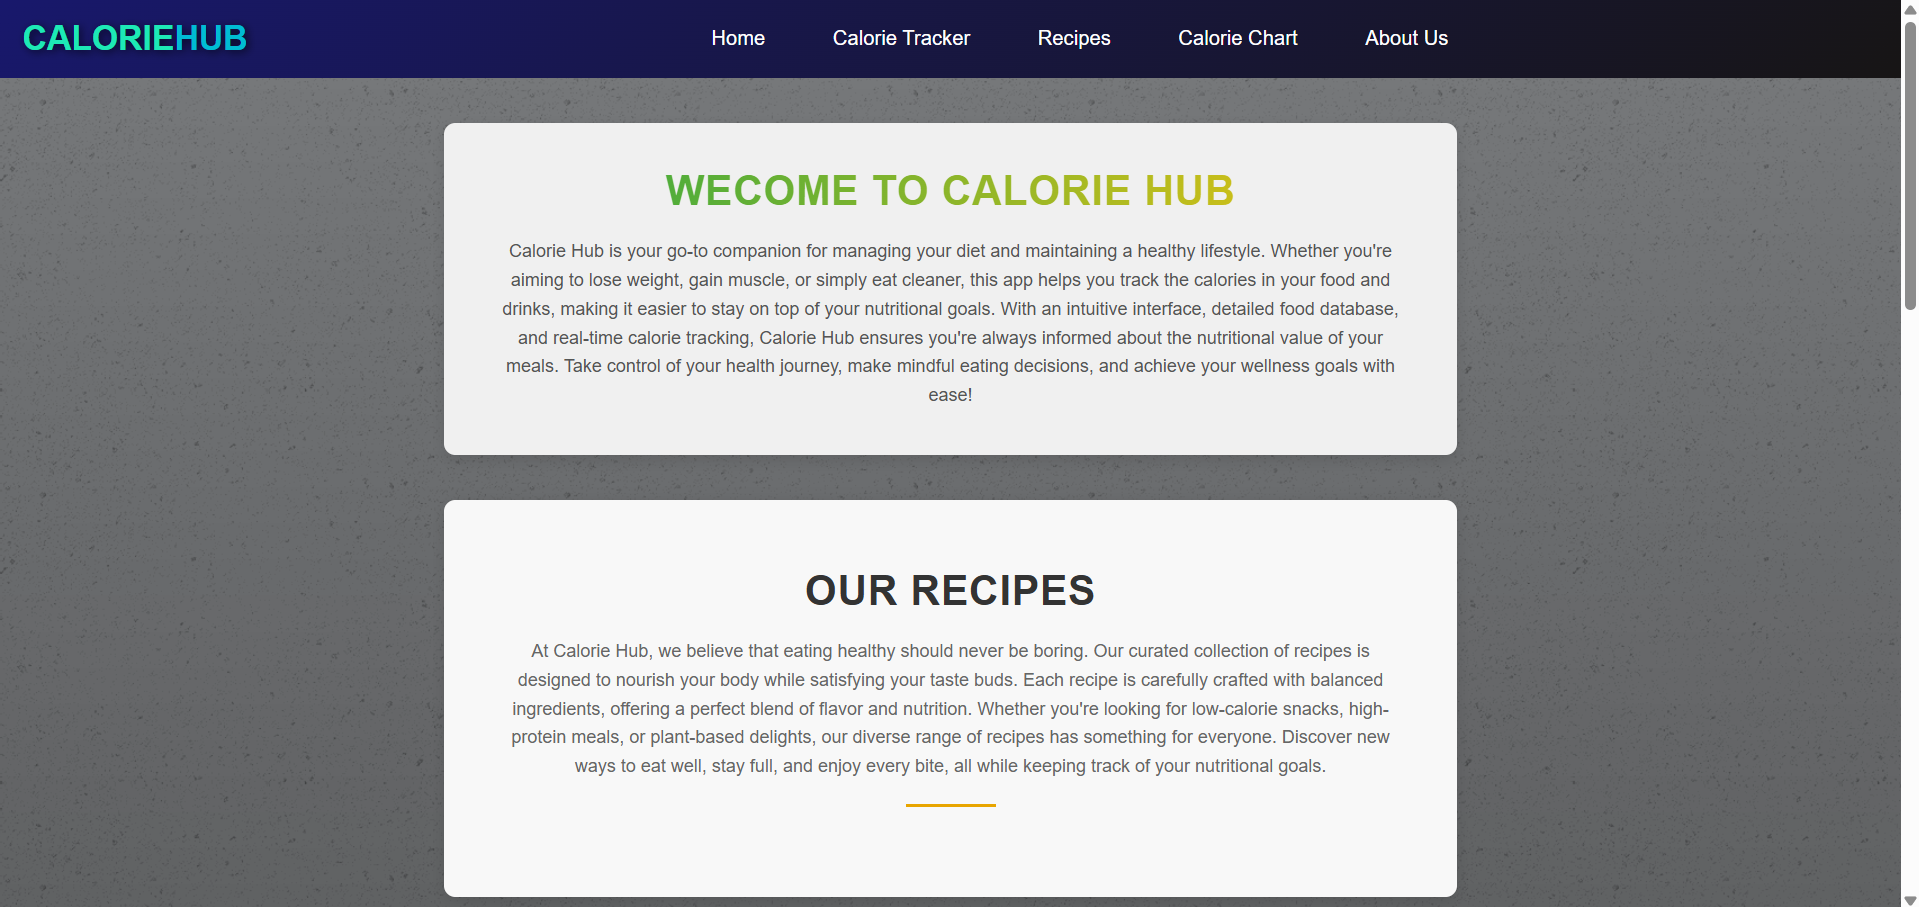 CALORIEHUB
Home Calorie Tracker Recipes Calorie Chart About Us
WECOME TO CALORIE HUB
Calorie Hub is your go-to companion for managing your diet and maintaining a healthy lifestyle. Whether you're
aiming to lose weight, gain muscle, or simply eat cleaner, this app helps you track the calories in your food and
drinks, making it easier to stay on top of your nutritional goals. With an intuitive interface, detailed food database,
and real-time calorie tracking, Calorie Hub ensures you're always informed about the nutritional value of your
meals. Take control of your health journey, make mindful eating decisions, and achieve your wellness goals with
ease!
OUR RECIPES
At Calorie Hub, we believe that eating healthy should never be boring. Our curated collection of recipes is
designed to nourish your body while satisfying your taste buds. Each recipe is carefully crafted with balanced
ingredients, offering a perfect blend of flavor and nutrition. Whether you're looking for low-calorie snacks, high-
protein meals, or plant-based delights, our diverse range of recipes has something for everyone. Discover new
ways to eat well, stay full, and enjoy every bite, all while keeping track of your nutritional goals.